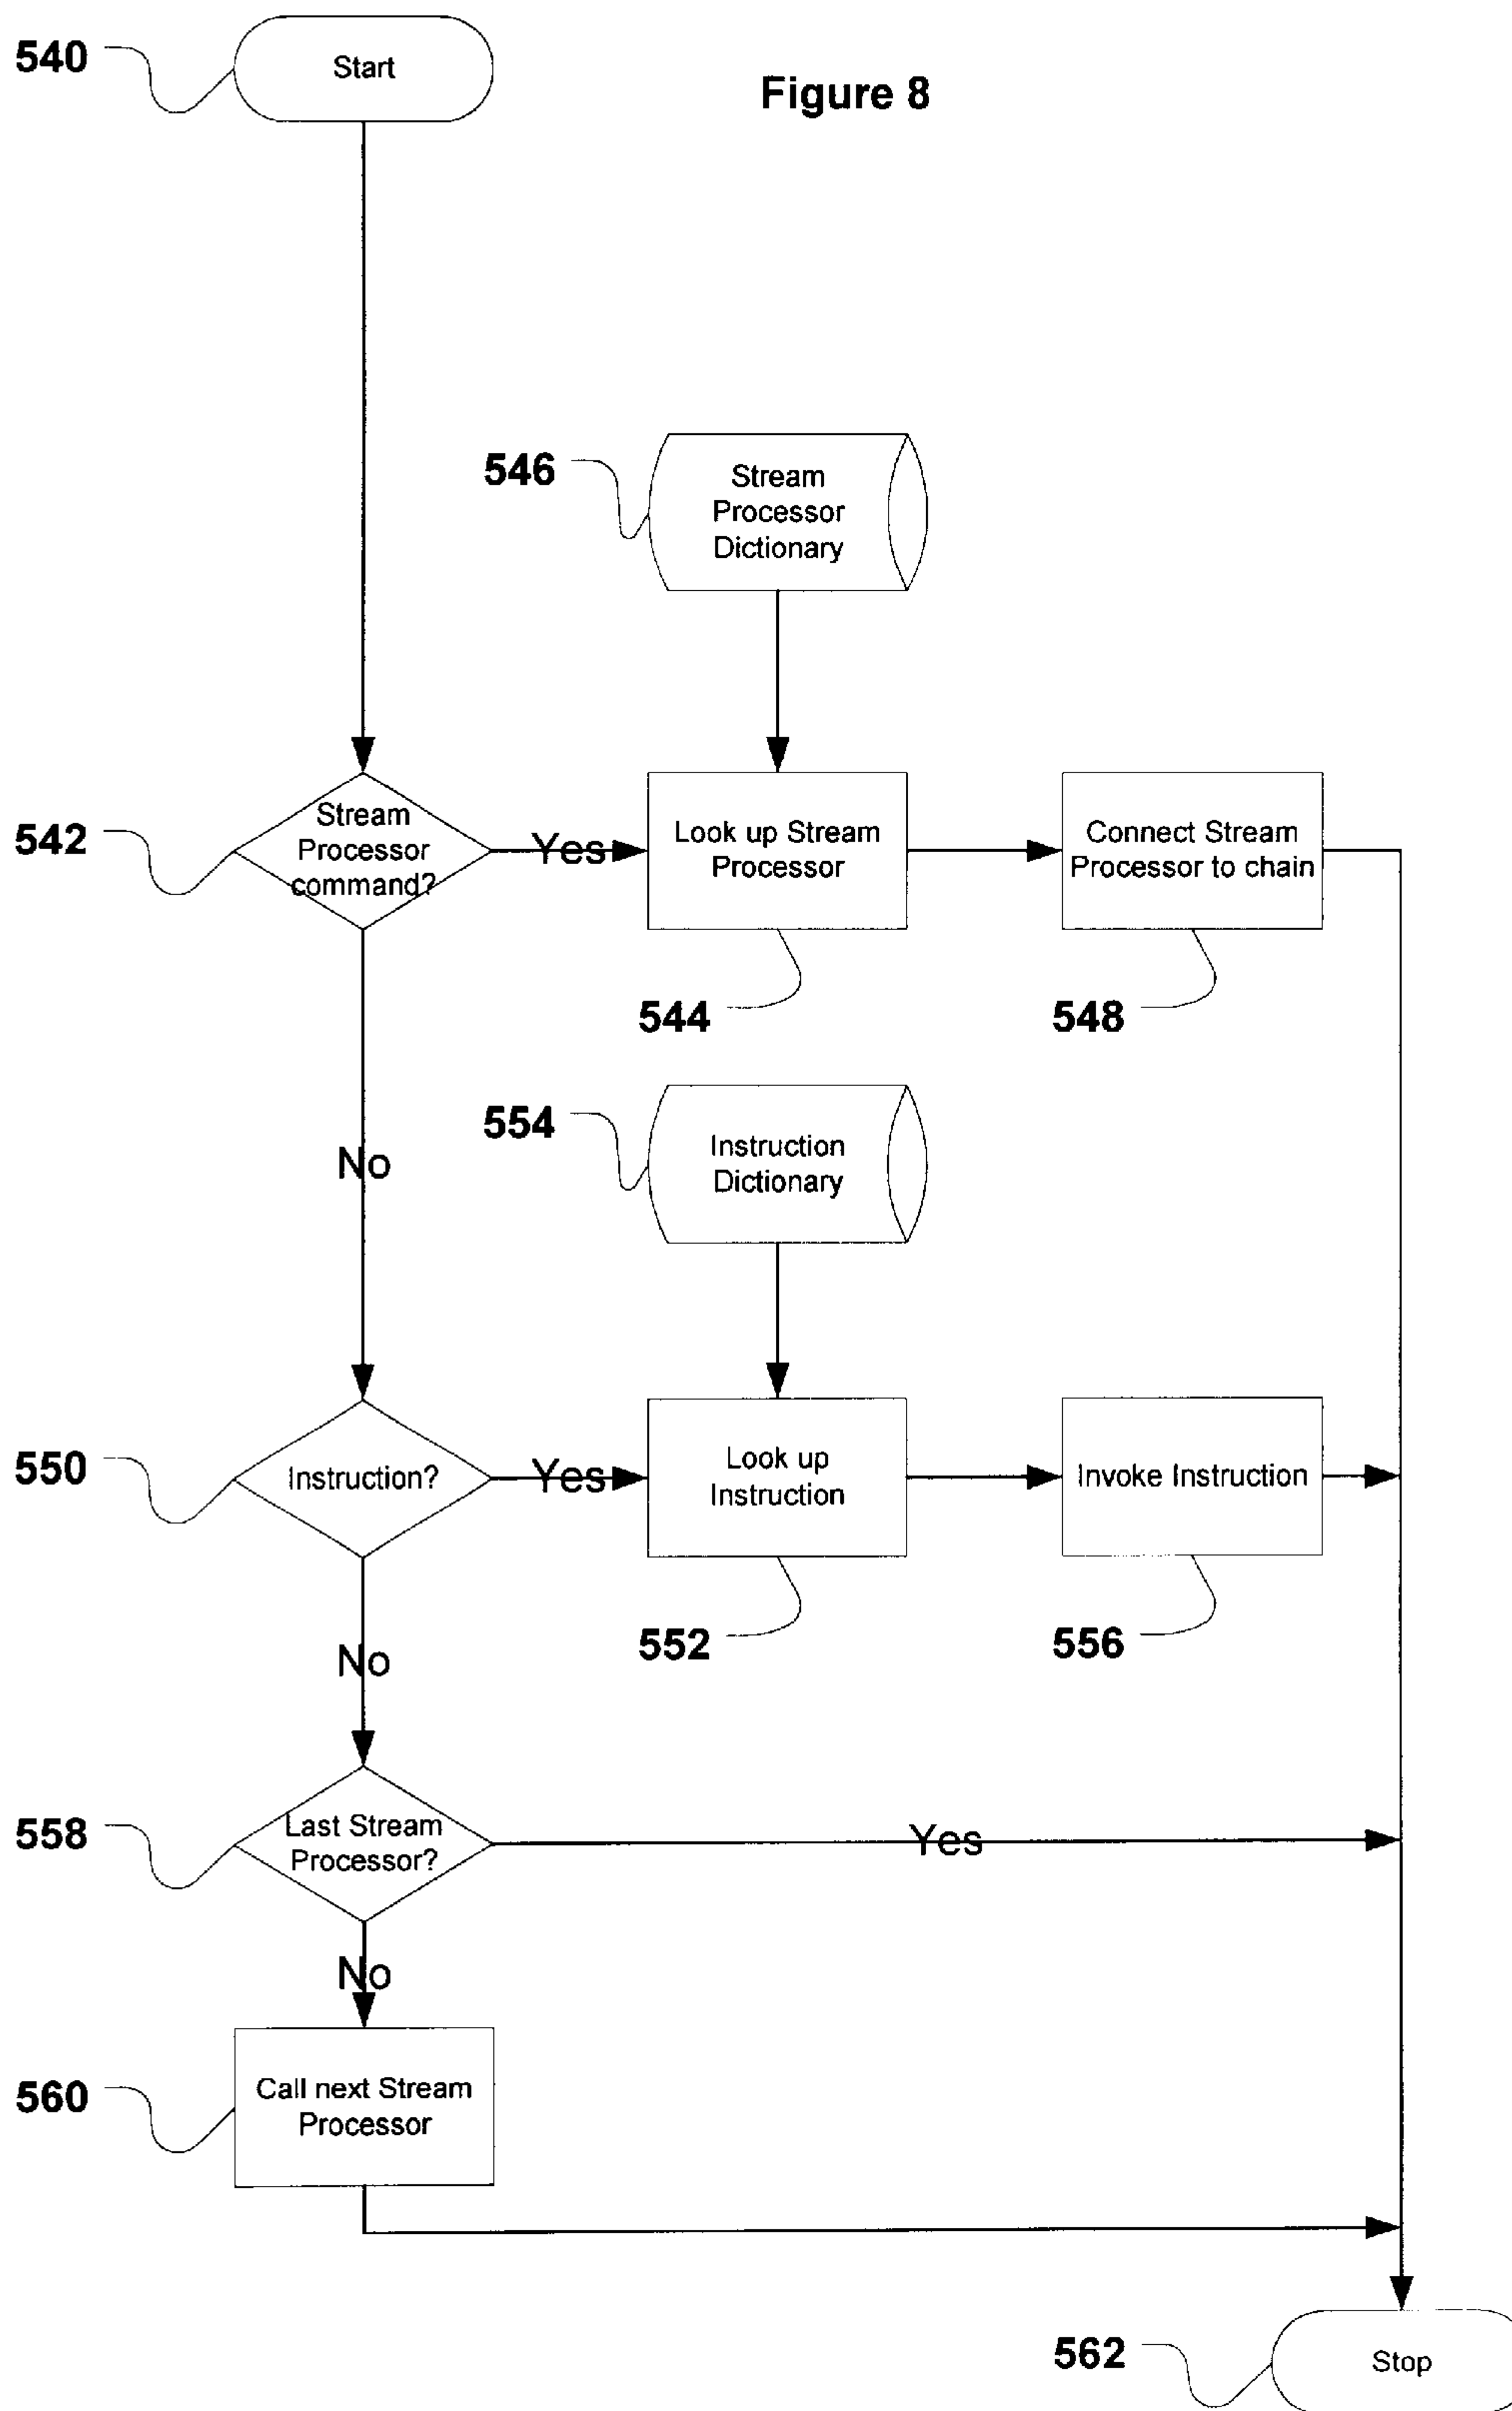 540
Start
Figure 8
546
Stream
Processor
Dictionary
542
Stream
Processor
command?
Yes
Look up Stream
Processor
Connect Stream
Processor to chain
544
548
No
554
Instruction
Dictionary
550
Instruction?
Yes
Look up
Instruction
Invoke Instruction
552
556
No
558
Last Stream
Processor?
Yes
No
560
Call next Stream
Processor
562
Stop